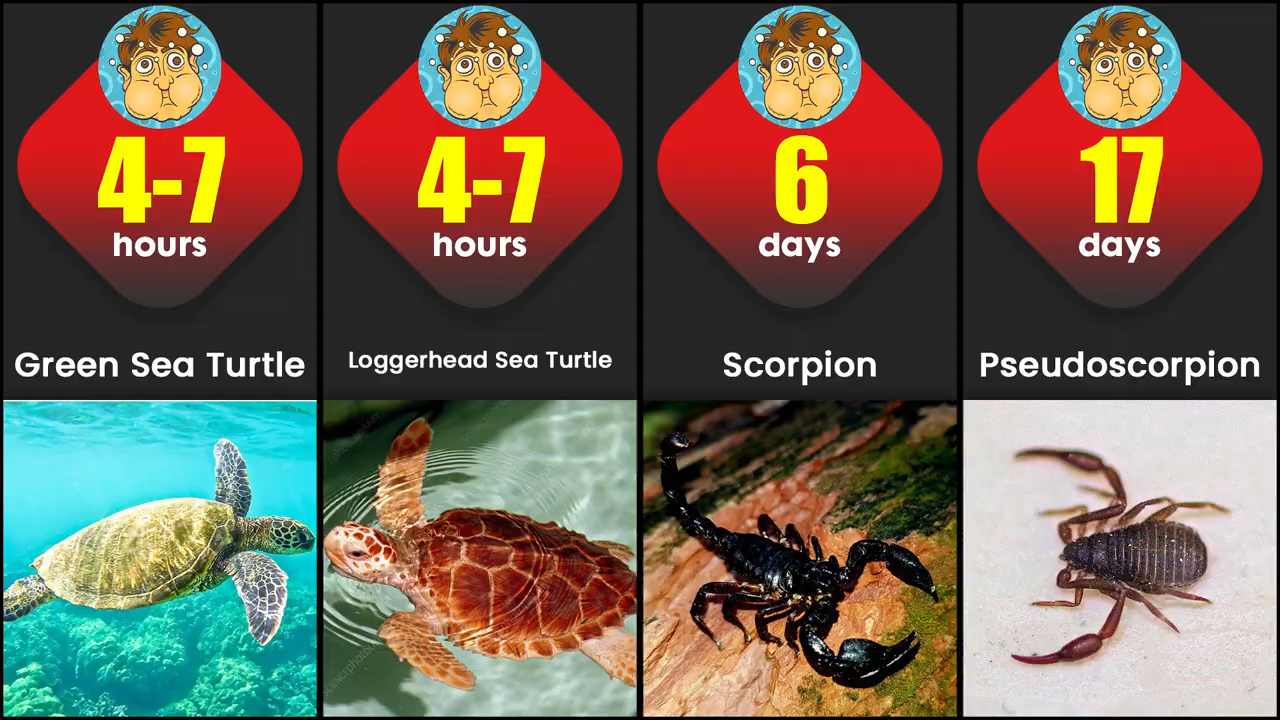 4-7
hours
Green Sea Turtle
4-7
hours
Loggerhead Sea Turtle
6
days
Scorpion
17
days
Pseudoscorpion